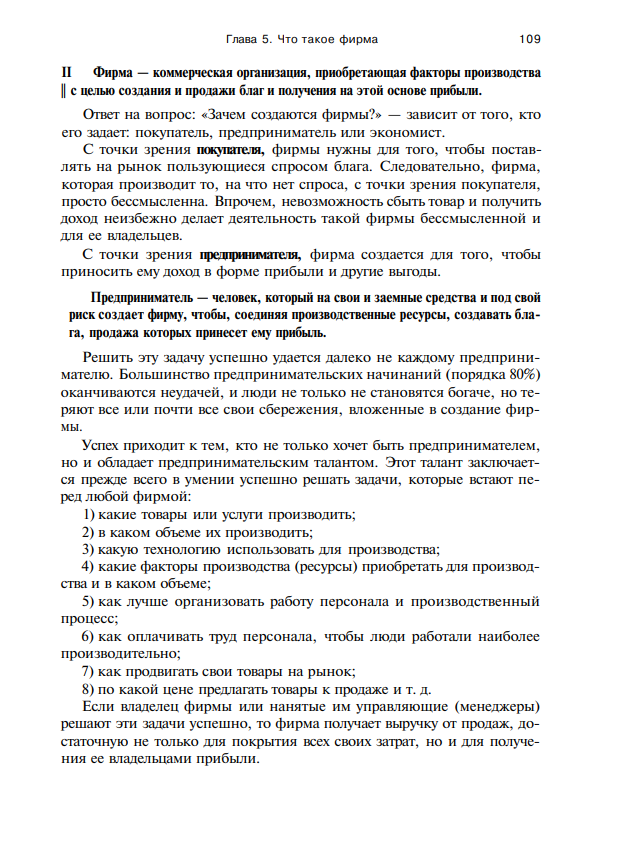 Глава 5. Что такое фирма 109
II Фирма — коммерческая организация, приобретающая факторы производства
|| с целью создания и продажи благ и получения на этой основе прибыли.
Ответ на вопрос: «Зачем создаются фирмы?» — зависит от того, кто
его задает: покупатель, предприниматель или экономист.
С точки зрения покупателя, фирмы нужны для того, чтобы постав-
лять на рынок пользующиеся спросом блага. Следовательно, фирма,
которая производит то, на что нет спроса, с точки зрения покупателя,
просто бессмысленна. Впрочем, невозможность сбыть товар и получить
доход неизбежно делает деятельность такой фирмы бессмысленной и
для ее владельцев.
С точки зрения предпринимателя, фирма создается для того, чтобы
приносить ему доход в форме прибыли и другие выгоды.
Предприниматель — человек, который на свои и заемные средства и под свой
риск создает фирму, чтобы, соединяя производственные ресурсы, создавать бла-
га, продажа которых принесет ему прибыль.
Решить эту задачу успешно удается далеко не каждому предприни-
мателю. Большинство предпринимательских начинаний (порядка 80%)
оканчиваются неудачей, и люди не только не становятся богаче, но те-
ряют все или почти все свои сбережения, вложенные в создание фир-
мы.
Успех приходит к тем, кто не только хочет быть предпринимателем,
но и обладает предпринимательским талантом. Этот талант заключает-
ся прежде всего в умении успешно решать задачи, которые встают пе-
ред любой фирмой:
1) какие товары или услуги производить;
2) в каком объеме их производить;
3) какую технологию использовать для производства;
4) какие факторы производства (ресурсы) приобретать для производ-
ства и в каком объеме;
5) как лучше организовать работу персонала и производственный
процесс;
6) как оплачивать труд персонала, чтобы люди работали наиболее
производительно;
7) как продвигать свои товары на рынок;
8) по какой цене предлагать товары к продаже и т. д.
Если владелец фирмы или нанятые им управляющие (менеджеры)
решают эти задачи успешно, то фирма получает выручку от продаж, до-
статочную не только для покрытия всех своих затрат, но и для получе-
ния ее владельцами прибыли.